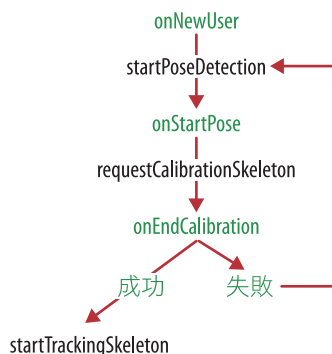 onNewUser
startPoseDetection
onStartPose
requestCalibrationSkeleton
onEndCalibration
成功 失敗
startTrackingSkeleton